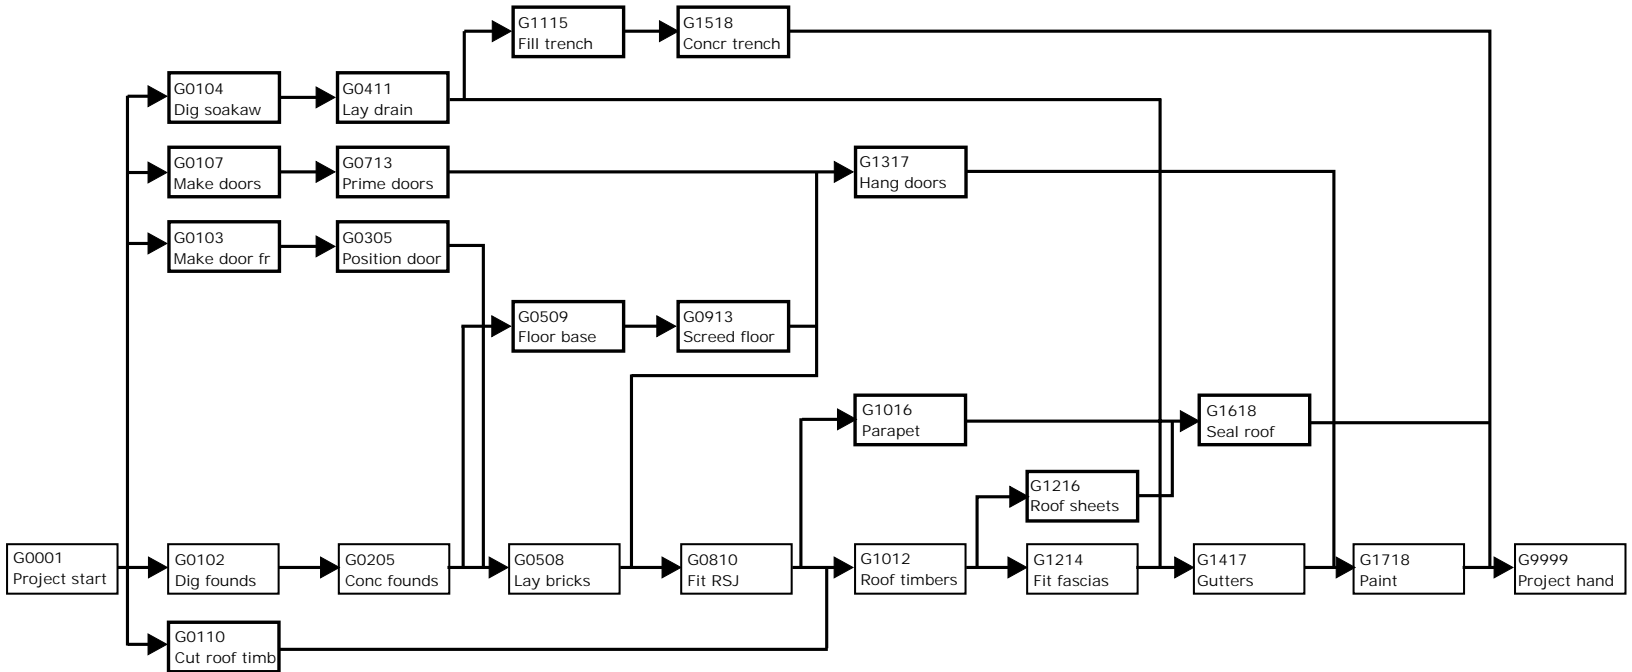 G1115
Fill trench
G1518
Concr trench
G0104
Dig soakaw
G0411
Lay drain
G0107
Make doors
G0713
Prime doors
G1317
Hang doors
G0103
Make door fr
G0305
Position door
G0509
Floor base
G0913
Screed floor
G1016
Parapet
G1618
Seal roof
G1216
Roof sheets
G0001
Project start
G0102
Dig founds
G0205
Conc founds
G0508
Lay bricks
G0810
Fit RSJ
G1012
Roof timbers
G1214
Fit fascias
G1417
Gutters
G1718
Paint
G9999
Project hand
G0110
Cut roof timb